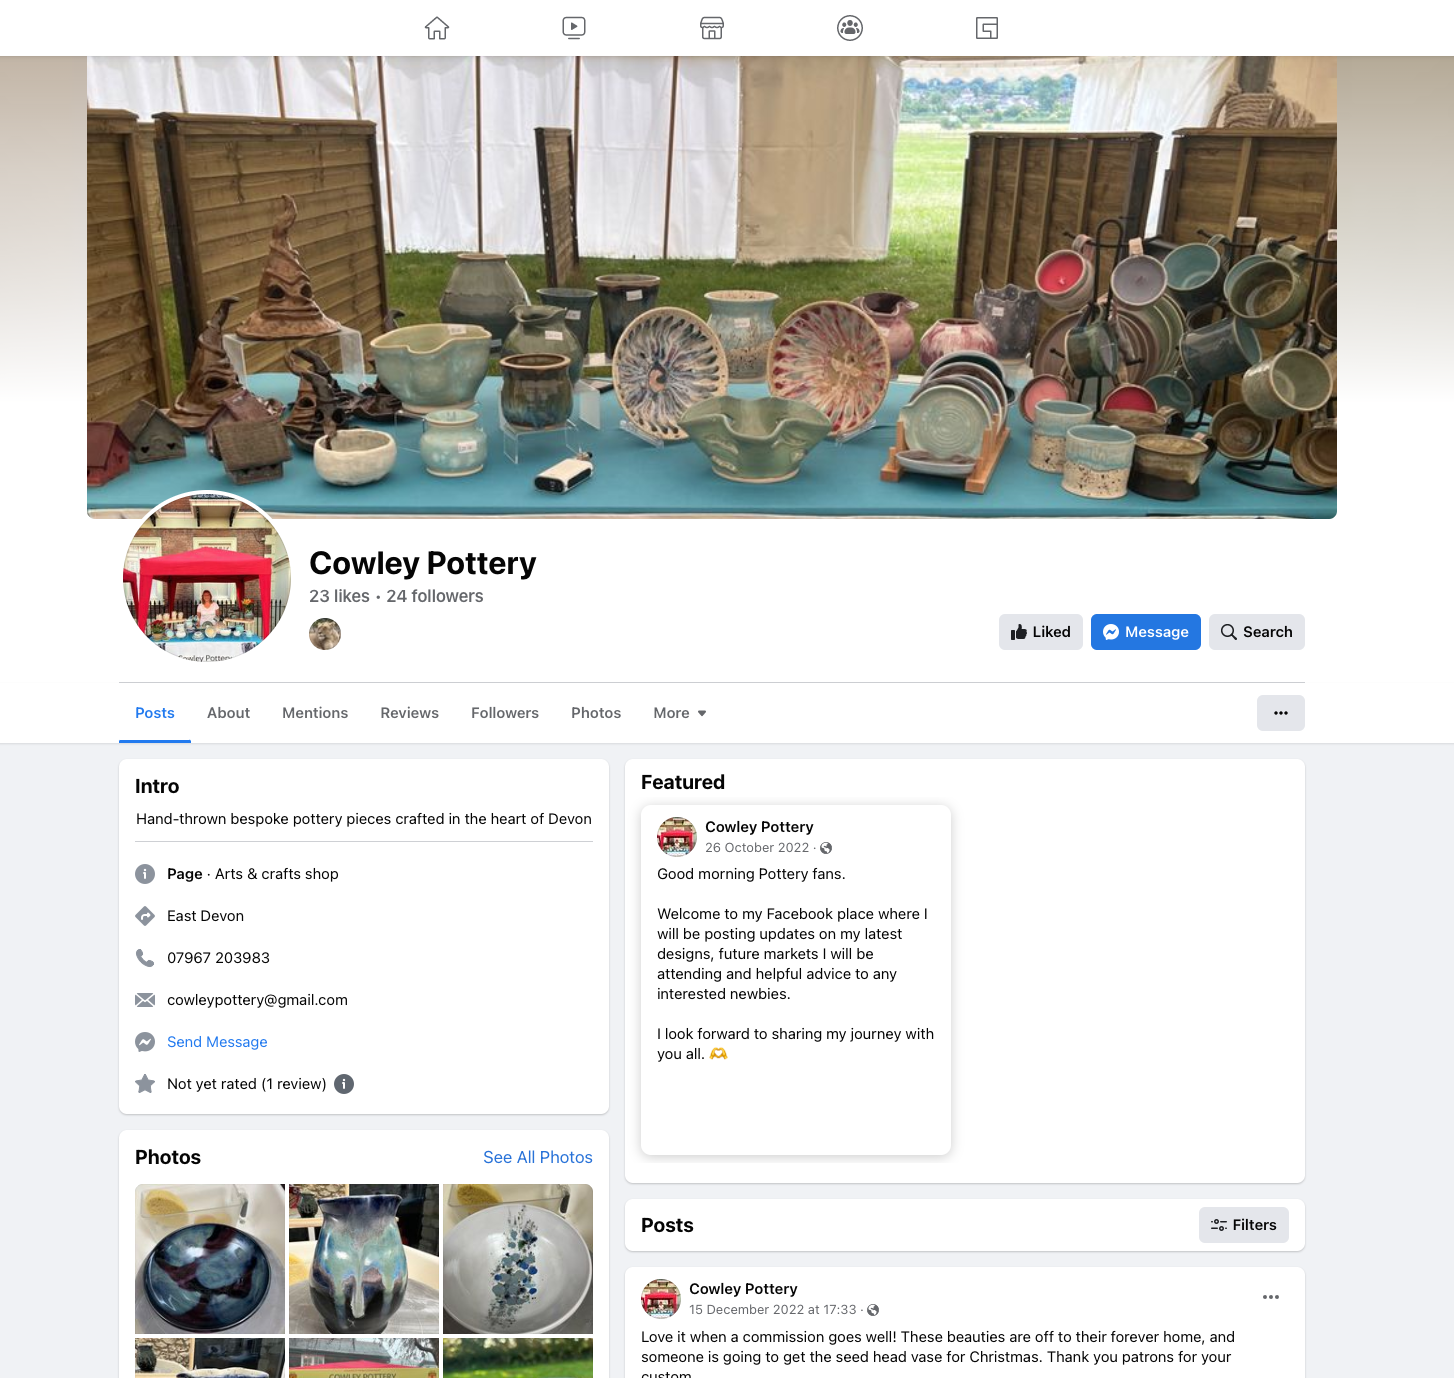 Cowley Pottery
Cowley Pottery
23 likes · 24 followers
Liked
Message
Search
Posts
About
Mentions
Reviews
Followers
Photos
More
Intro
Hand-thrown bespoke pottery pieces crafted in the heart of Devon
Page · Arts & crafts shop
East Devon
07967 203983
cowleypottery@gmail.com
Send Message
Not yet rated (1 review)
Photos
See All Photos
COWLEY POTTERY
Featured
Cowley Pottery
26 October 2022 ·
Good morning Pottery fans.
Welcome to my Facebook place where I
will be posting updates on my latest
designs, future markets I will be
attending and helpful advice to any
interested newbies.
I look forward to sharing my journey with
you all. 🫶
Posts
Filters
Cowley Pottery
15 December 2022 at 17:33 ·
Love it when a commission goes well! These beauties are off to their forever home, and
someone is going to get the seed head vase for Christmas. Thank you patrons for your
custom